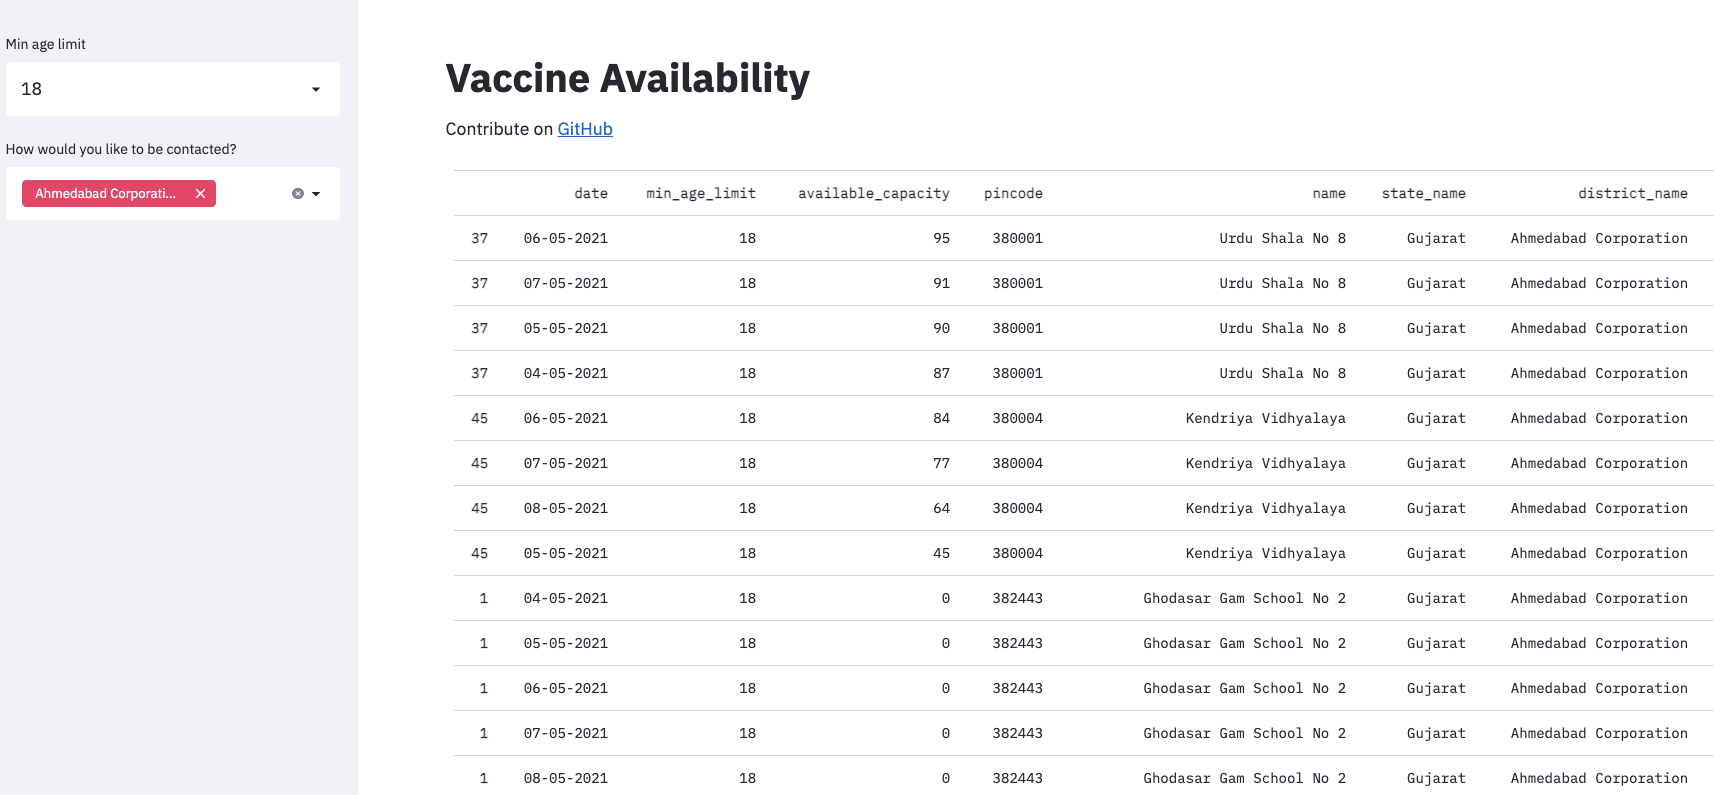 Min age limit
18
How would you like to be contacted?
Ahmedabad Corporati...
Vaccine Availability
Contribute on GitHub
date min_age_limit available_capacity pincode name state_name district_name
37 06-05-2021 18 95 380001 Urdu Shala No 8 Gujarat Ahmedabad Corporation
37 07-05-2021 18 91 380001 Urdu Shala No 8 Gujarat Ahmedabad Corporation
37 05-05-2021 18 90 380001 Urdu Shala No 8 Gujarat Ahmedabad Corporation
37 04-05-2021 18 87 380001 Urdu Shala No 8 Gujarat Ahmedabad Corporation
45 06-05-2021 18 84 380004 Kendriya Vidhyalaya Gujarat Ahmedabad Corporation
45 07-05-2021 18 77 380004 Kendriya Vidhyalaya Gujarat Ahmedabad Corporation
45 08-05-2021 18 64 380004 Kendriya Vidhyalaya Gujarat Ahmedabad Corporation
45 05-05-2021 18 45 380004 Kendriya Vidhyalaya Gujarat Ahmedabad Corporation
1 04-05-2021 18 0 382443 Ghodasar Gam School No 2 Gujarat Ahmedabad Corporation
1 05-05-2021 18 0 382443 Ghodasar Gam School No 2 Gujarat Ahmedabad Corporation
1 06-05-2021 18 0 382443 Ghodasar Gam School No 2 Gujarat Ahmedabad Corporation
1 07-05-2021 18 0 382443 Ghodasar Gam School No 2 Gujarat Ahmedabad Corporation
1 08-05-2021 18 0 382443 Ghodasar Gam School No 2 Gujarat Ahmedabad Corporation